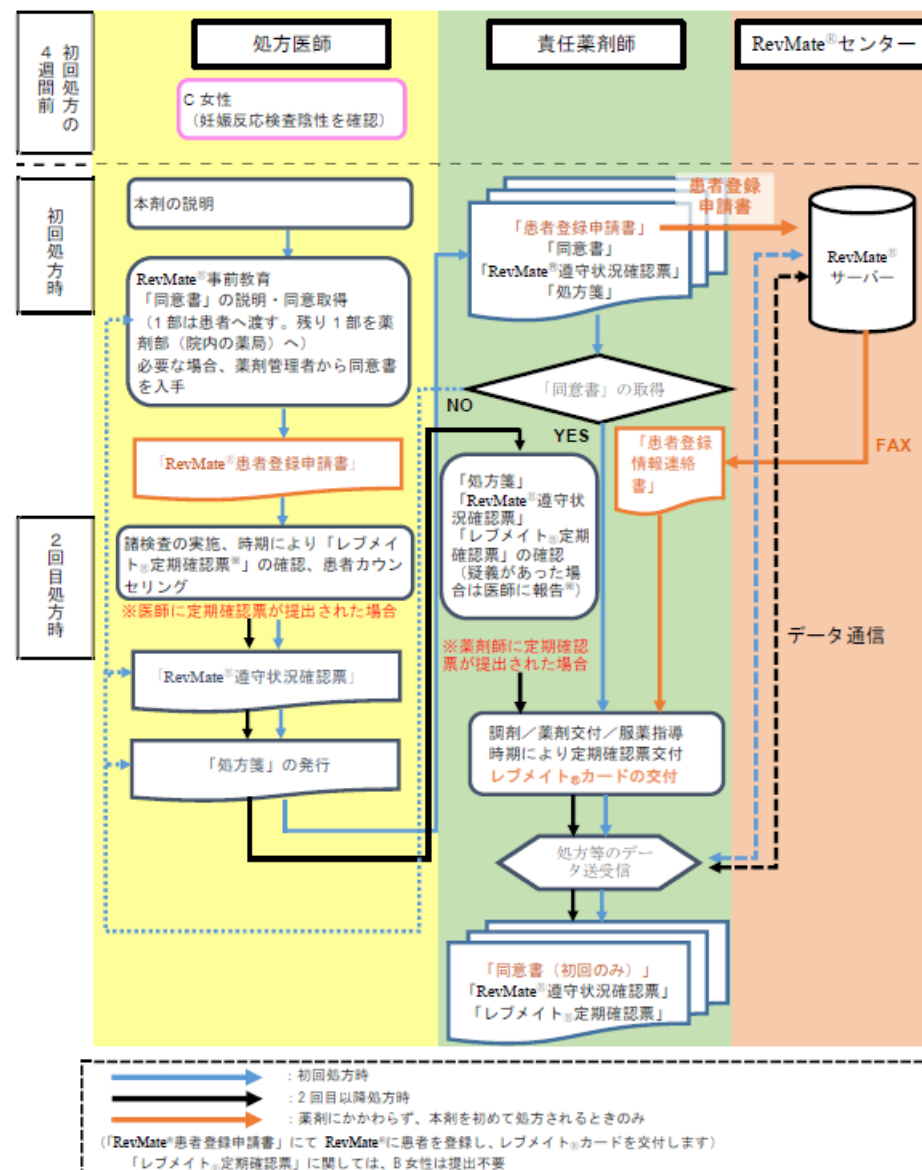 処方医師
責任薬剤師
RevMate®センター
初回処方の
4週間前
C 女性
（妊娠反応検査陰性を確認）
初回処方時
本剤の説明
RevMate®事前教育
「同意書」の説明・同意取得
（1 部は患者へ渡す。残り 1 部を薬
剤部（院内の薬局）へ）
必要な場合、薬剤管理者から同意書
を入手
「RevMate®患者登録申請書」
2回目処方時
諸検査の実施、時期により「レブメイ
ト®定期確認票※」の確認、患者カウン
セリング
※医師に定期確認票が提出された場合
「RevMate®遵守状況確認票」
「処方箋」の発行
「患者登録申請書」
「同意書」
「RevMate®遵守状況確認票」
「処方箋」
患者登録
申請書
RevMate®
サーバー
「同意書」の取得
NO
YES
FAX
「患者登録
情報連絡
書」
「処方箋」
「RevMate®遵守状
況確認票」
「レブメイト®定期
確認票」の確認
（疑義があった場
合は医師に報告※）
※薬剤師に定期確認
票が提出された場合
データ通信
調剤／薬剤交付／服薬指導
時期により定期確認票交付
レブメイト®カードの交付
処方等のデー
タ送受信
「同意書（初回のみ）」
「RevMate®遵守状況確認票」
「レブメイト®定期確認票」
：初回処方時
：2 回目以降処方時
：薬剤にかかわらず、本剤を初めて処方されるときのみ
（「RevMate®患者登録申請書」にて RevMate®に患者を登録し、レブメイト®カードを交付します）
「レブメイト®定期確認票」に関しては、B 女性は提出不要